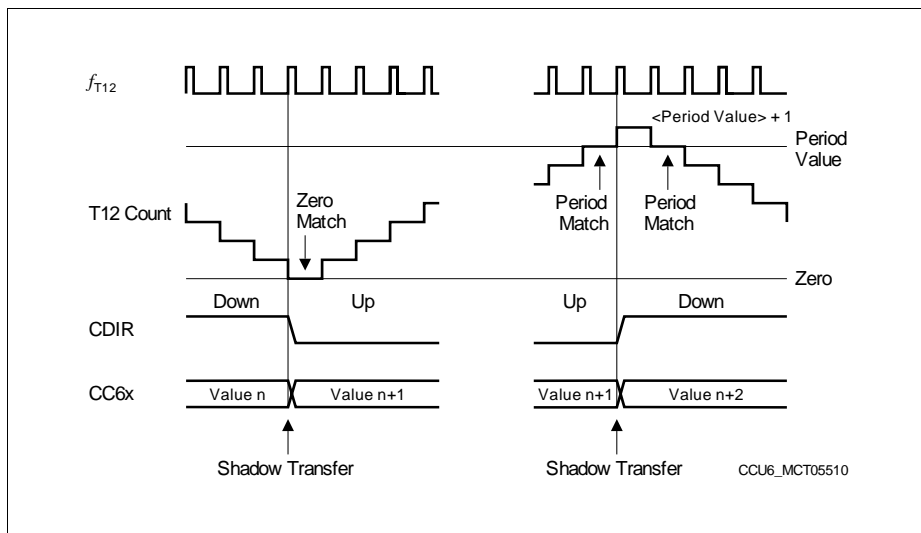 fT12
<Period Value> + 1
Period
Value
Zero
Match
Period
Match
Period
Match
T12 Count
Zero
Down
Up
Up
Down
CDIR
CC6x
Value n
Value n+1
Value n+1
Value n+2
Shadow Transfer
Shadow Transfer
CCU6_MCT05510